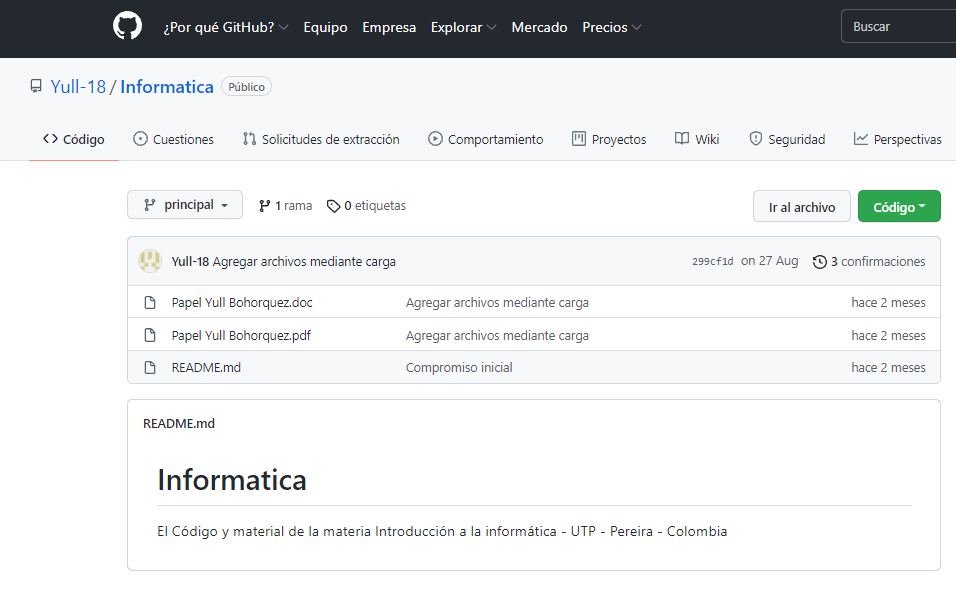 ¿Por qué GitHub? Equipo Empresa Explorar Mercado Precios Buscar
Yull-18 / Informatica Público
Código Cuestiones Solicitudes de extracción Comportamiento Proyectos Wiki Seguridad Perspectivas
principal 1 rama 0 etiquetas Ir al archivo Código
Yull-18 Agregar archivos mediante carga 299cf1d on 27 Aug 3 confirmaciones
Papel Yull Bohorquez.doc Agregar archivos mediante carga hace 2 meses
Papel Yull Bohorquez.pdf Agregar archivos mediante carga hace 2 meses
README.md Compromiso inicial hace 2 meses
README.md
Informatica
El Código y material de la materia Introducción a la informática - UTP - Pereira - Colombia